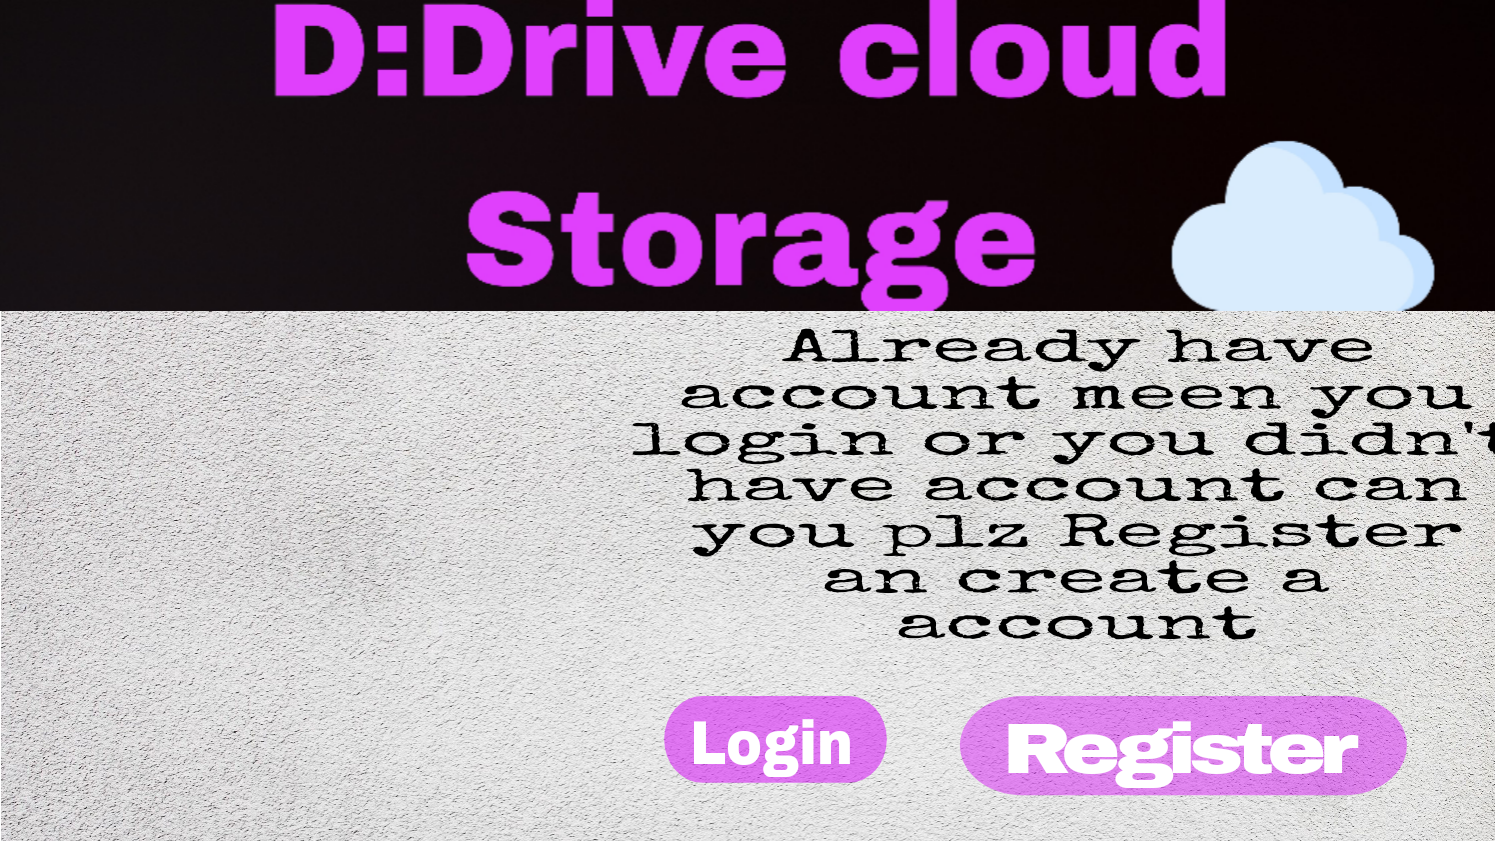 D:Drive cloud
Storage
Already have
account meen you
login or you didn't
have account can
you plz Register
an create a
account
Login
Register